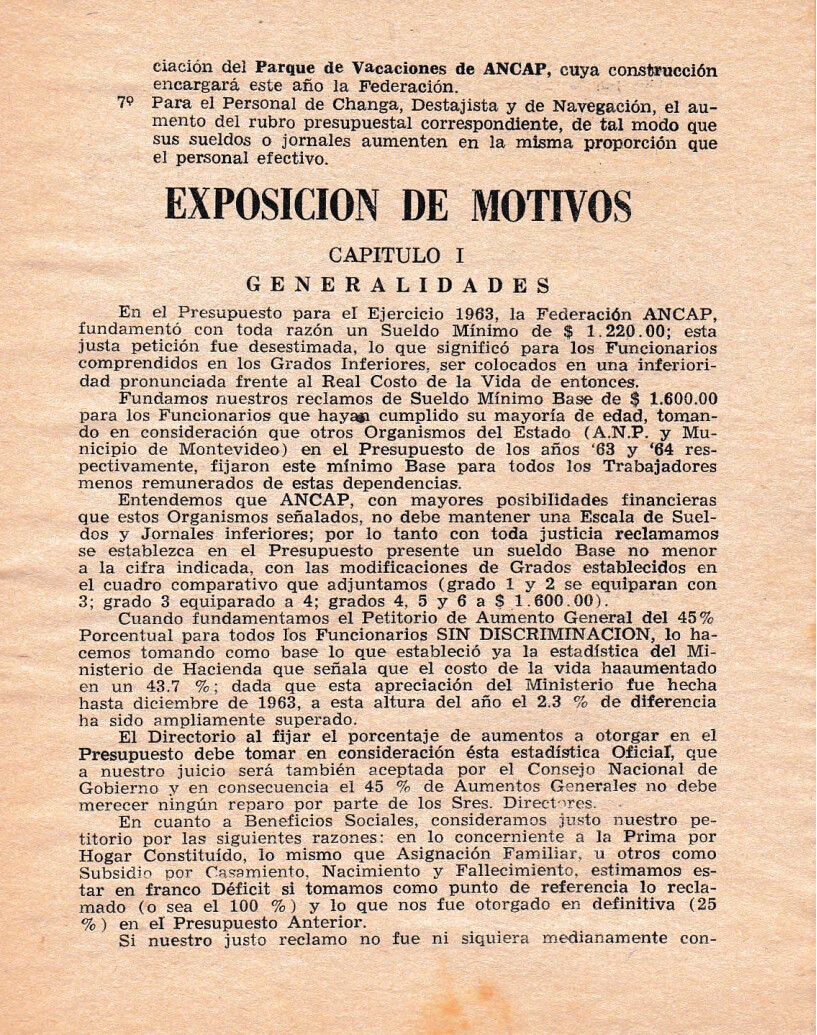 ciación del Parque de Vacaciones de ANCAP, cuya construcción
encargará este año la Federación.
7º Para el Personal de Changa, Destajista y de Navegación, el au-
mento del rubro presupuestal correspondiente, de tal modo que
sus sueldos o jornales aumenten en la misma proporción que
el personal efectivo.
EXPOSICION DE MOTIVOS
CAPITULO I
GENERALIDADES
En el Presupuesto para el Ejercicio 1963, la Federación ANCAP,
fundamentó con toda razón un Sueldo Mínimo de $ 1.220.00; esta
justa petición fue desestimada, lo que significó para los Funcionarios
comprendidos en los Grados Inferiores, ser colocados en una inferiori-
dad pronunciada frente al Real Costo de la Vida de entonces.
Fundamos nuestros reclamos de Sueldo Mínimo Base de $ 1.600.00
para los Funcionarios que hayan cumplido su mayoría de edad, toman-
do en consideración que otros Organismos del Estado (A.N.P. y Mu-
nicipio de Montevideo) en el Presupuesto de los años '63 y '64 res-
pectivamente, fijaron este mínimo Base para todos los Trabajadores
menos remunerados de estas dependencias.
Entendemos que ANCAP, con mayores posibilidades financieras
que estos Organismos señalados, no debe mantener una Escala de Suel-
dos y Jornales inferiores; por lo tanto con toda justicia reclamamos
se establezca en el Presupuesto presente un sueldo Base no menor
a la cifra indicada, con las modificaciones de Grados establecidos en
el cuadro comparativo que adjuntamos (grado 1 y 2 se equiparan con
3; grado 3 equiparado a 4; grados 4, 5 y 6 a $ 1.600.00).
Cuando fundamentamos el Petitorio de Aumento General del 45%
Porcentual para todos los Funcionarios SIN DISCRIMINACION, lo ha-
cemos tomando como base lo que estableció ya la estadística del Mi-
nisterio de Hacienda que señala que el costo de la vida haaumentado
en un 43.7 %; dada que esta apreciación del Ministerio fue hecha
hasta diciembre de 1963, a esta altura del año el 2.3 % de diferencia
ha sido ampliamente superado.
El Directorio al fijar el porcentaje de aumentos a otorgar en el
Presupuesto debe tomar en consideración ésta estadística Oficial, que
a nuestro juicio será también aceptada por el Consejo Nacional de
Gobierno y en consecuencia el 45 % de Aumentos Generales no debe
merecer ningún reparo por parte de los Sres. Directores.
En cuanto a Beneficios Sociales, consideramos justo nuestro pe-
titorio por las siguientes razones: en lo concerniente a la Prima por
Hogar Constituído, lo mismo que Asignación Familiar, u otros como
Subsidio por Casamiento, Nacimiento y Fallecimiento, estimamos es-
tar en franco Déficit si tomamos como punto de referencia lo recla-
mado (o sea el 100 %) y lo que nos fue otorgado en definitiva (25
%) en el Presupuesto Anterior.
Si nuestro justo reclamo no fue ni siquiera medianamente con-